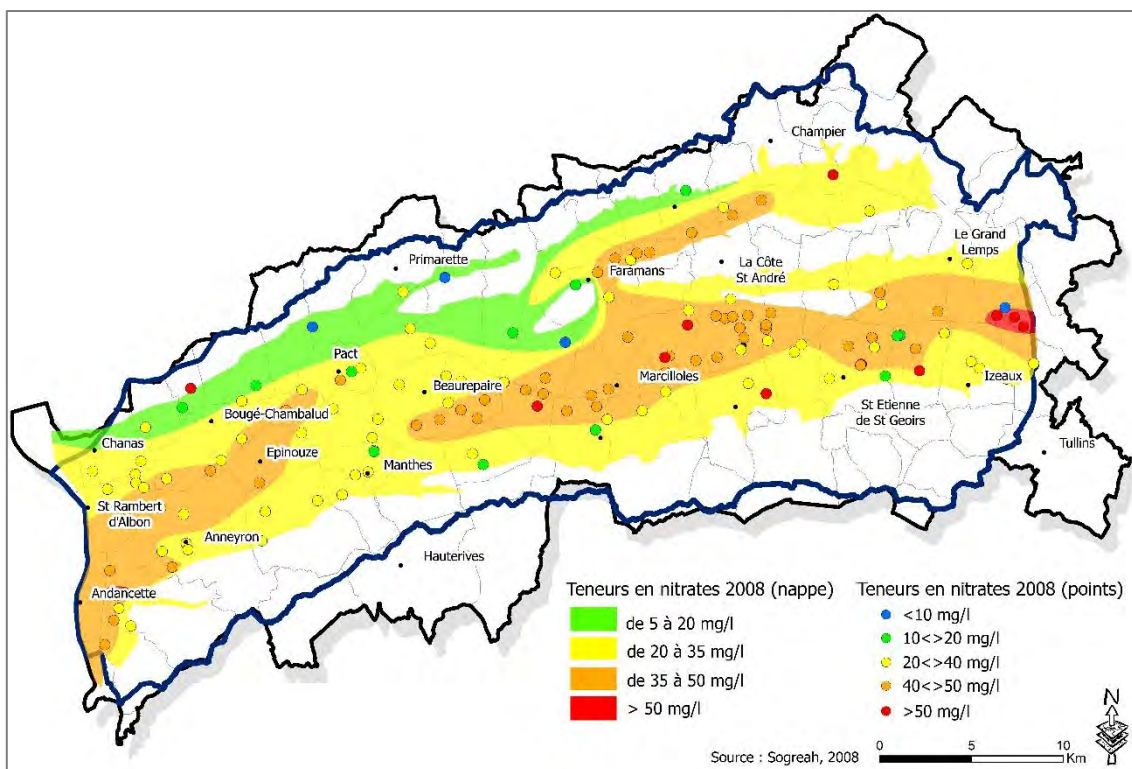 Champier
Le Grand
Lemps
Primarette
La Côte
St André
Faramans
Pact
Beaurepaire
Marcilloles
Izeaux
Bougé-Chambalud
St Etienne
de St Geoirs
Chanas
Epinouze
Tullins
Manthes
St Rambert
d'Albon
Anneyron
Hauterives
Andancette
Teneurs en nitrates 2008 (nappe)
de 5 à 20 mg/l
de 20 à 35 mg/l
de 35 à 50 mg/l
> 50 mg/l
Teneurs en nitrates 2008 (points)
<10 mg/l
10<>20 mg/l
20<>40 mg/l
40<>50 mg/l
>50 mg/l
N
Source : Sogreah, 2008
0 5 10
Km